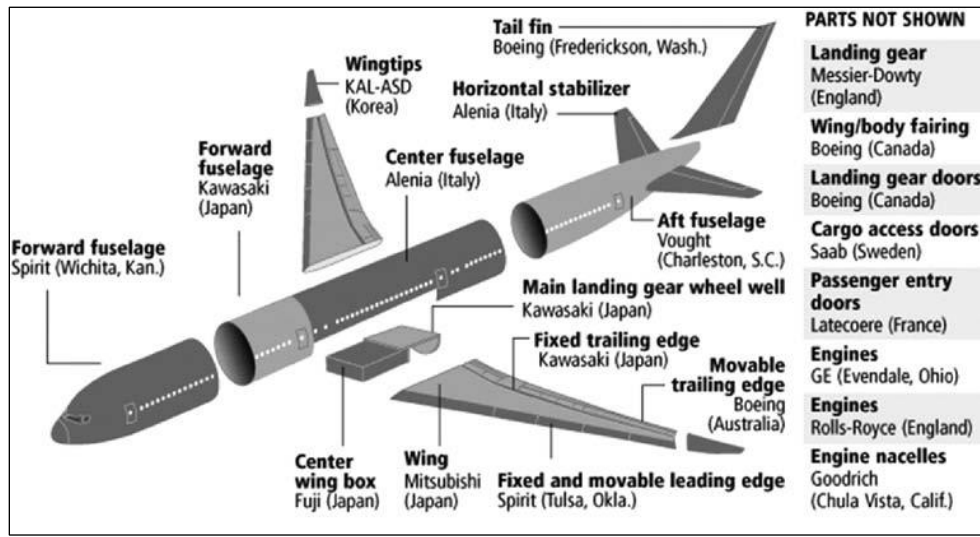 Tail fin
Boeing (Frederickson, Wash.)
Wingtips
KAL-ASD
(Korea)
Horizontal stabilizer
Alenia (Italy)
Forward
fuselage
Kawasaki
(Japan)
Center fuselage
Alenia (Italy)
Forward fuselage
Spirit (Wichita, Kan.)
Aft fuselage
Vought
(Charleston, S.C.)
Main landing gear wheel well
Kawasaki (Japan)
Fixed trailing edge
Kawasaki (Japan)
Movable
trailing edge
Boeing
(Australia)
Center
wing box
Fuji (Japan)
Wing
Mitsubishi
(Japan)
Fixed and movable leading edge
Spirit (Tulsa, Okla.)
PARTS NOT SHOWN
Landing gear
Messier-Dowty
(England)
Wing/body fairing
Boeing (Canada)
Landing gear doors
Boeing (Canada)
Cargo access doors
Saab (Sweden)
Passenger entry
doors
Latecoere (France)
Engines
GE (Evendale, Ohio)
Engines
Rolls-Royce (England)
Engine nacelles
Goodrich
(Chula Vista, Calif.)